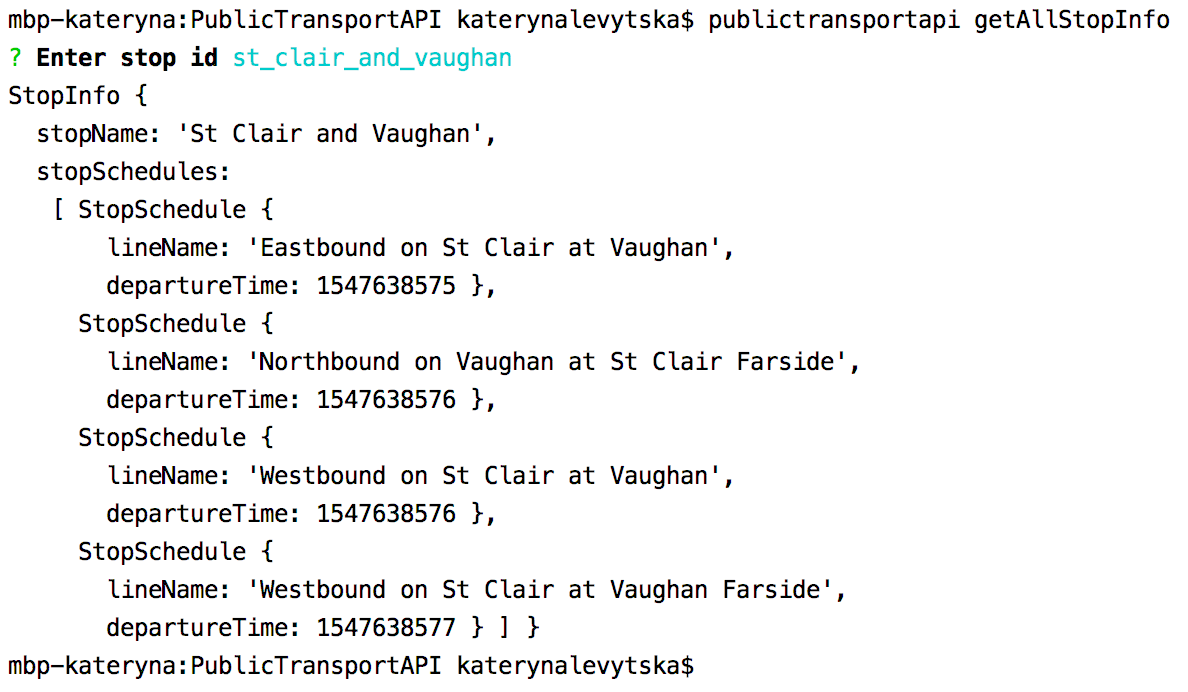 mbp-kateryna:PublicTransportAPI katerynalevytska$ publictransportapi getAllStopInfo
? Enter stop id st_clair_and_vaughan
StopInfo {
  stopName: 'St Clair and Vaughan',
  stopSchedules:
   [ StopSchedule {
       lineName: 'Eastbound on St Clair at Vaughan',
       departureTime: 1547638575 },
     StopSchedule {
       lineName: 'Northbound on Vaughan at St Clair Farside',
       departureTime: 1547638576 },
     StopSchedule {
       lineName: 'Westbound on St Clair at Vaughan',
       departureTime: 1547638576 },
     StopSchedule {
       lineName: 'Westbound on St Clair at Vaughan Farside',
       departureTime: 1547638577 } ] }
mbp-kateryna:PublicTransportAPI katerynalevytska$